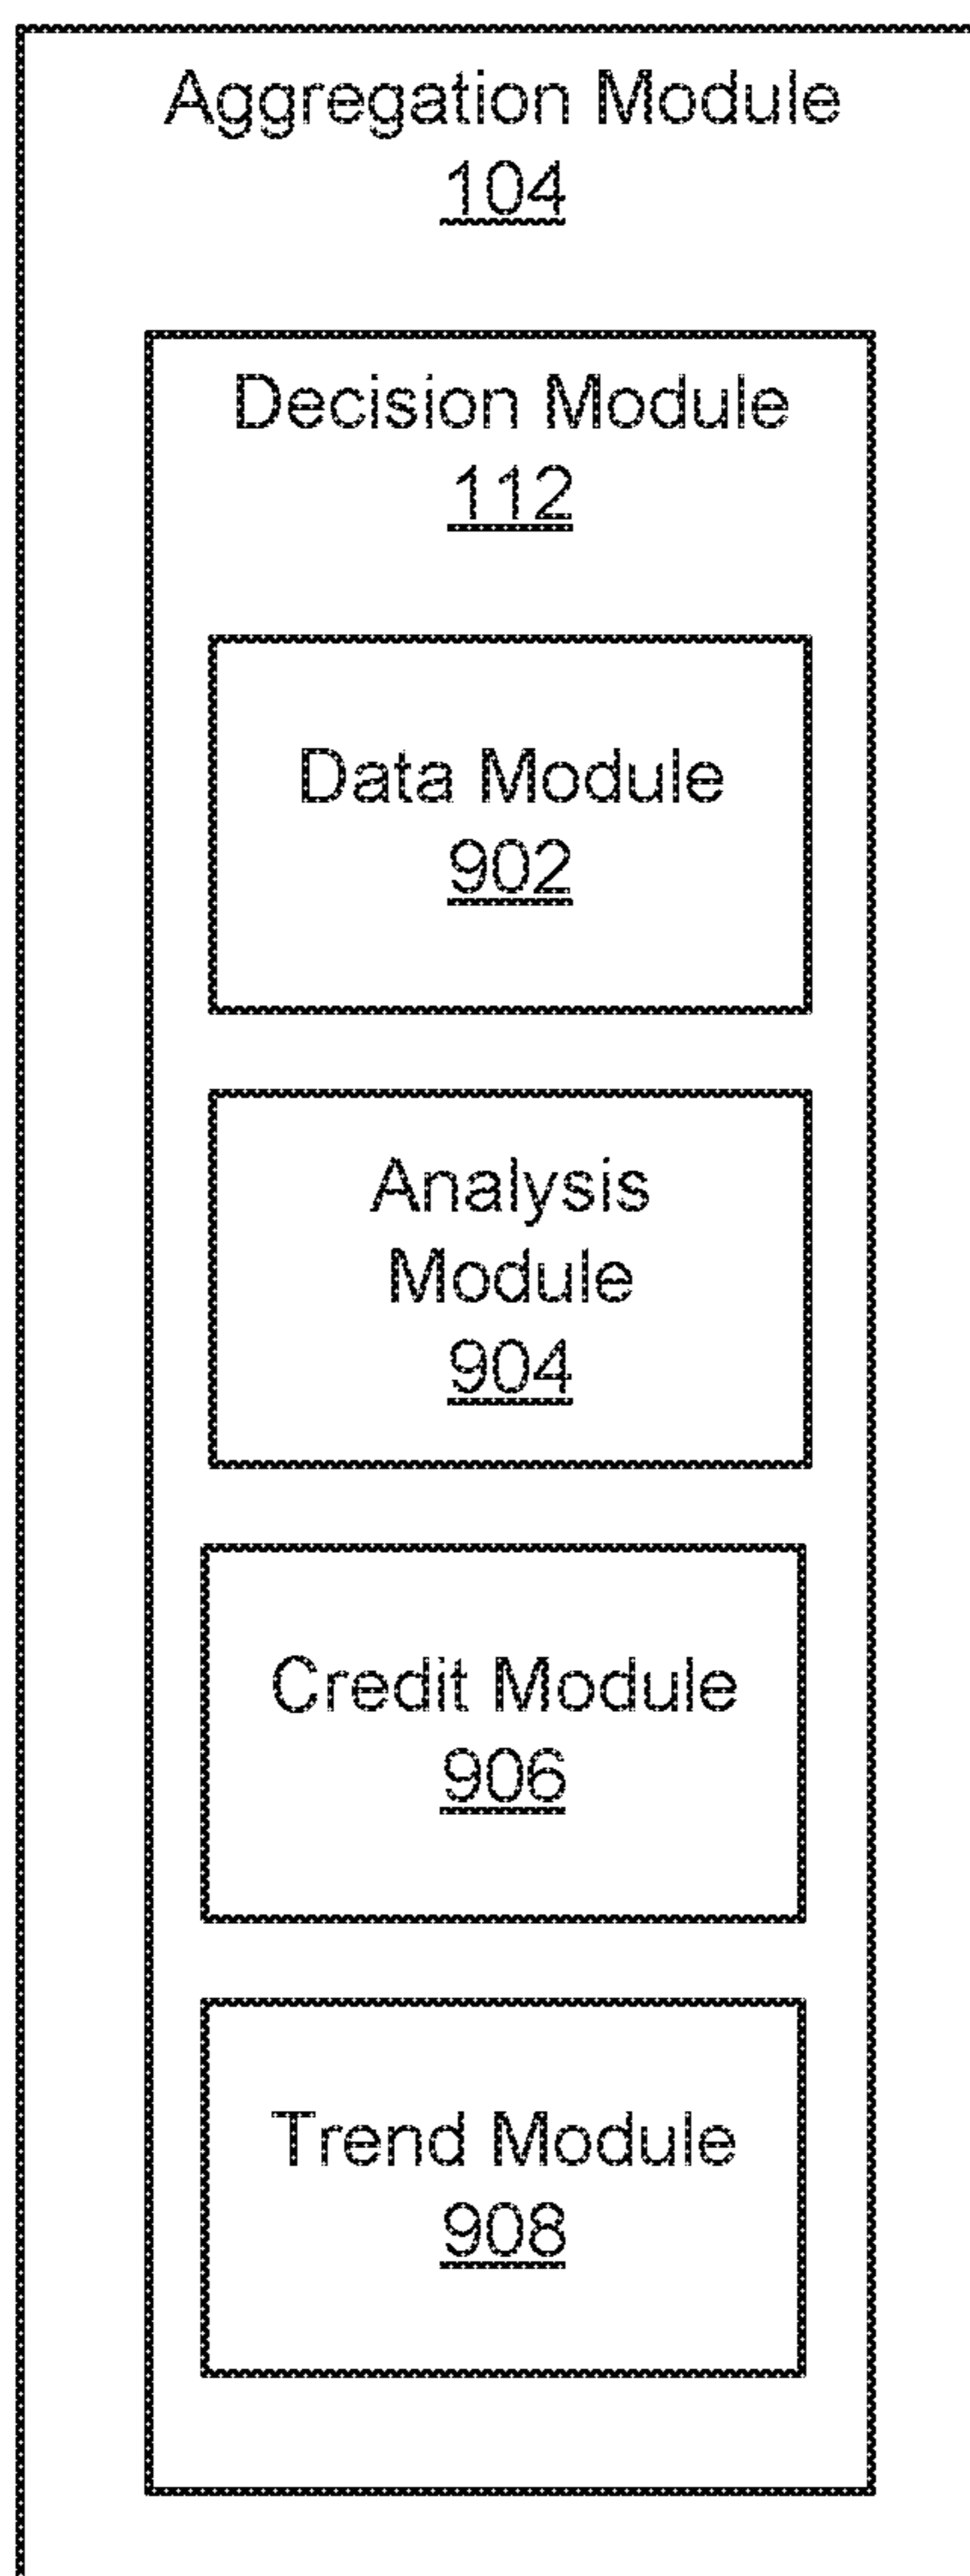 Aggregation Module
104
Decision Module
112
Data Module
902
Analysis
Module
904
Credit Module
906
Trend Module
908